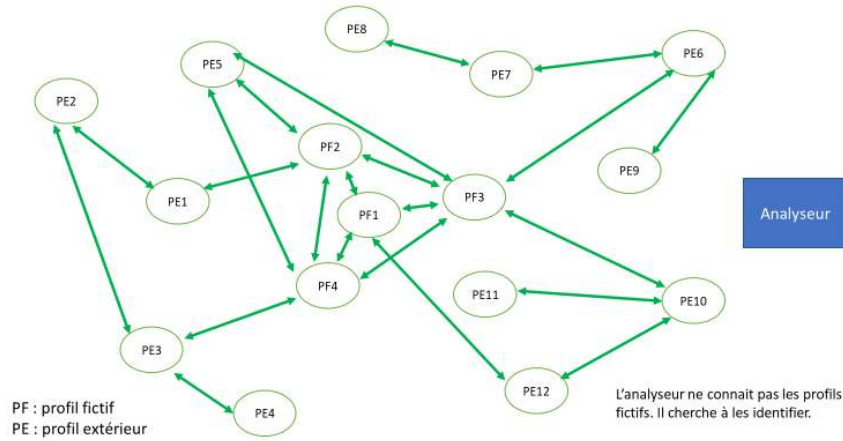 PE8
PE7
PE6
PE5
PE2
PF2
PE9
PE1
PF3
PF1
Analyseur
PF4
PE11
PE10
PE3
PE12
PE4
PF : profil fictif
PE : profil extérieur
L'analyseur ne connait pas les profils
fictifs. Il cherche à les identifier.